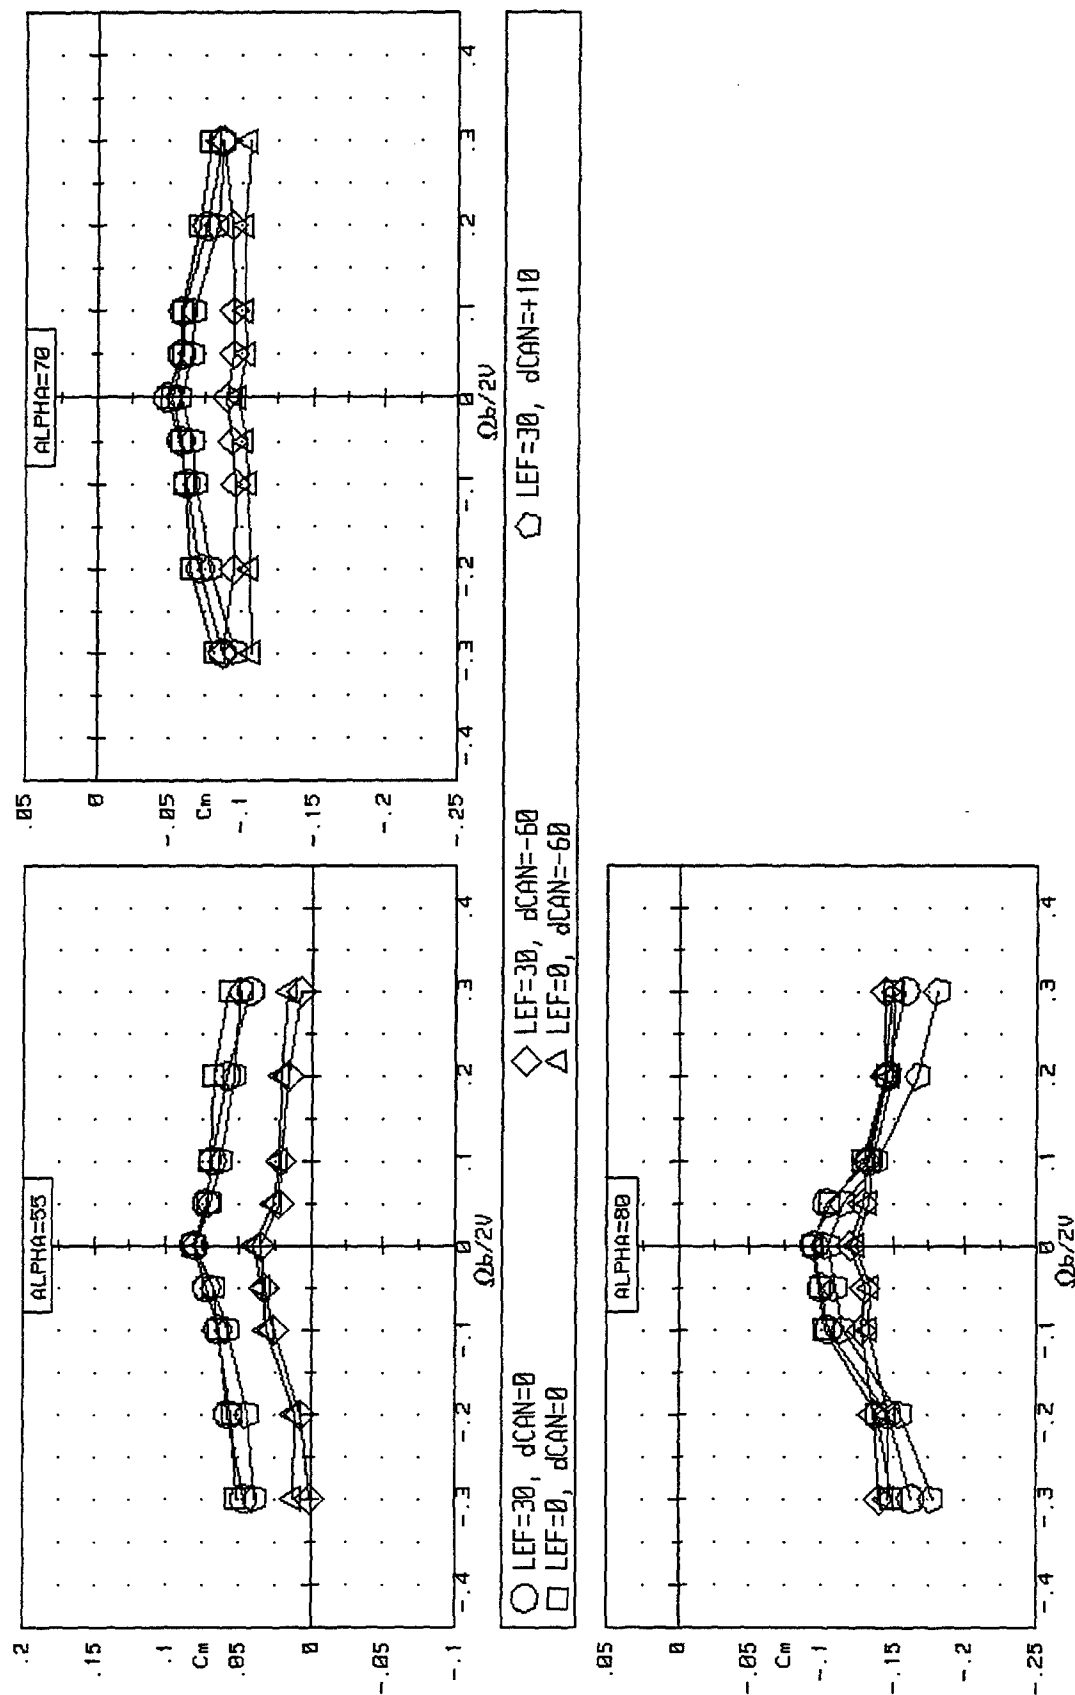 ALPHA=55
.2
.15
.1
Cm
.05
0
-.05
-.1
-.4 -.3 -.2 -.1 0 .1 .2 .3 .4
Ωb/2V
ALPHA=70
.05
0
-.05
Cm
-.1
-.15
-.2
-.25
-.4 -.3 -.2 -.1 0 .1 .2 .3 .4
Ωb/2V
LEF=30, dCAN=0
LEF=0, dCAN=0
LEF=30, dCAN=-60
LEF=0, dCAN=-60
LEF=30, dCAN=+10
ALPHA=80
.05
0
-.05
Cm
-.1
-.15
-.2
-.25
-.4 -.3 -.2 -.1 0 .1 .2 .3 .4
Ωb/2V